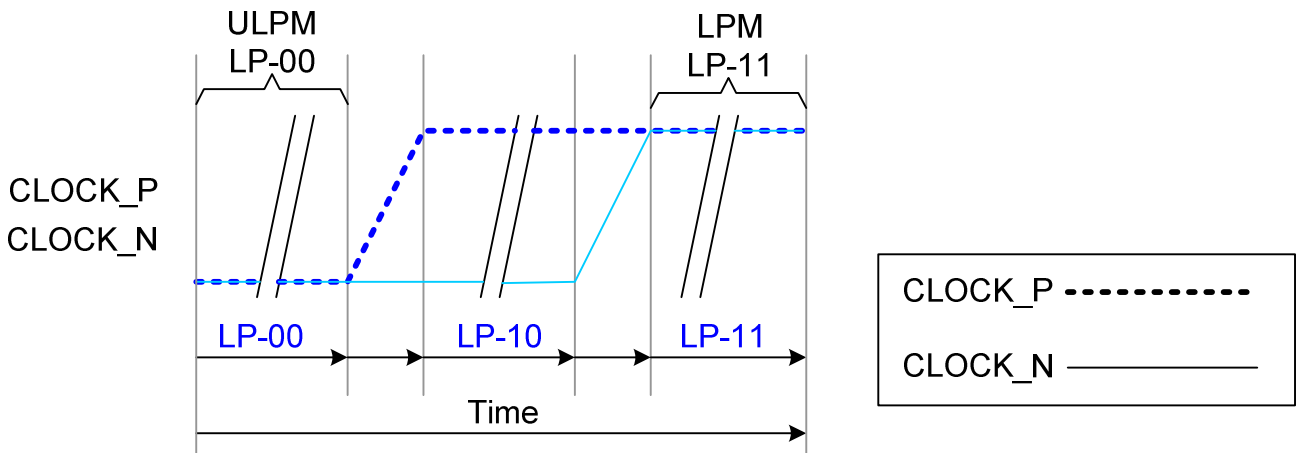 ULPM
LP-00
LPM
LP-11
CLOCK_P
CLOCK_N
LP-00
LP-10
LP-11
Time
CLOCK_P
CLOCK_N